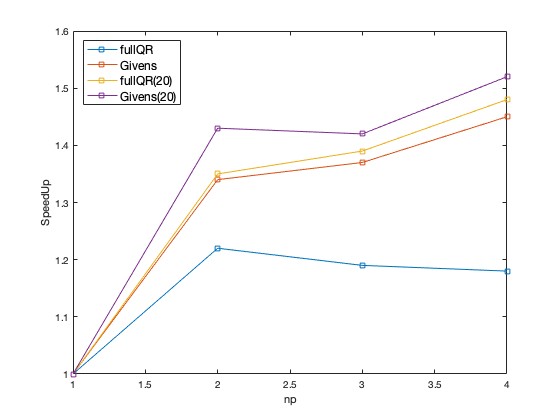 1.6
1.5
1.4
1.3
1.2
1.1
1
SpeedUp
fullQR
Givens
fullQR(20)
Givens(20)
1 1.5 2 2.5 3 3.5 4
np